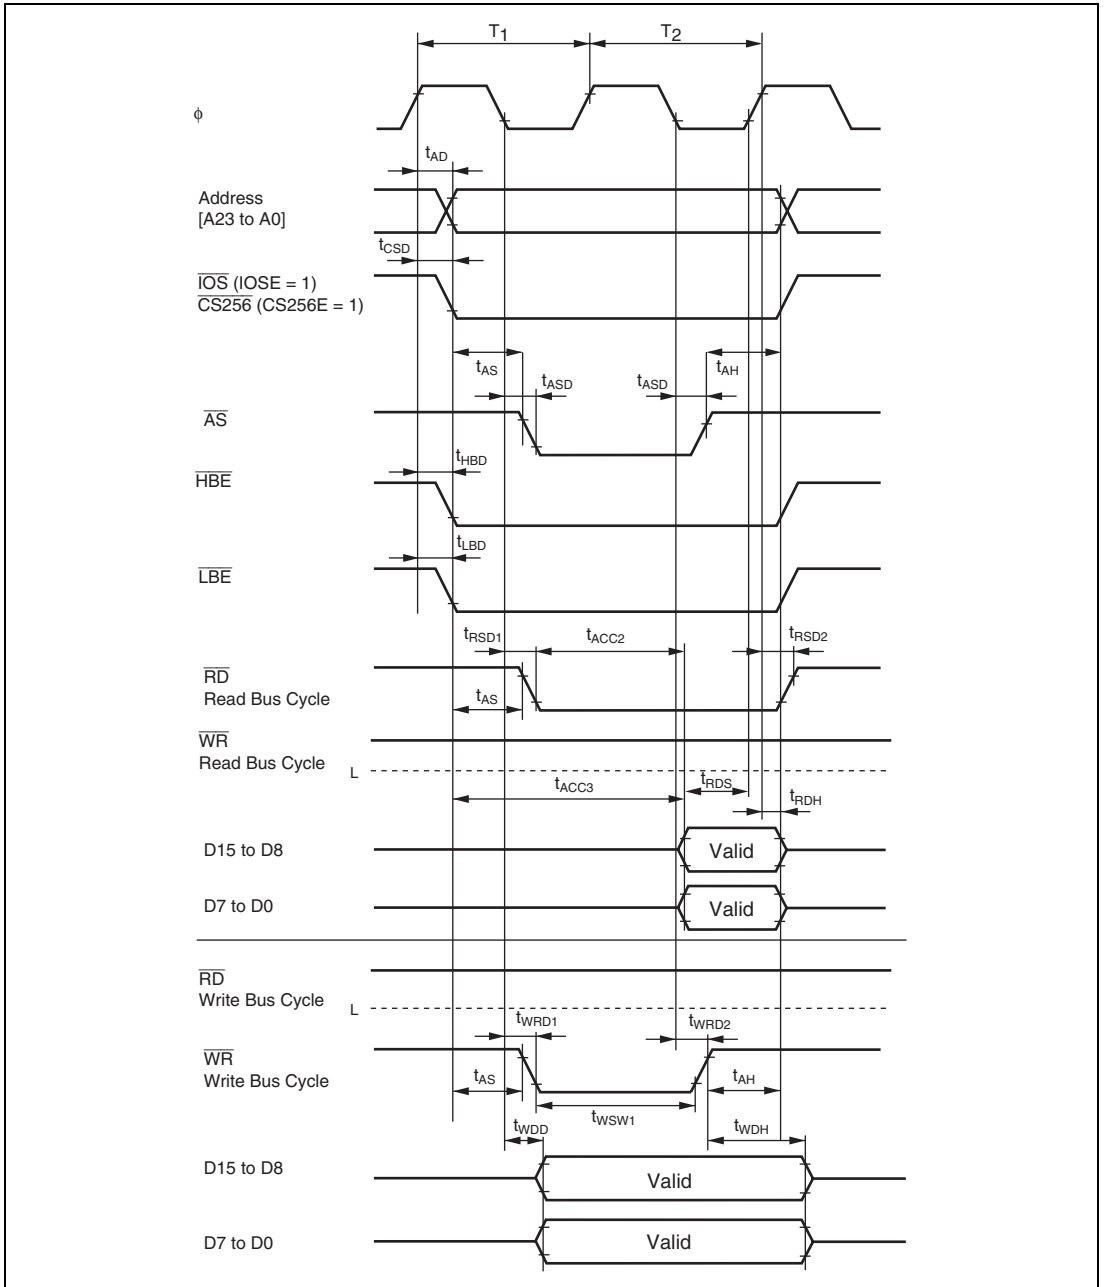 T1
T2
φ
tAD
Address
[A23 to A0]
tCSD
IOS (IOSE = 1)
CS256 (CS256E = 1)
tAS
tAH
tASD
tASD
AS
tHBD
HBE
tLBD
LBE
tRSD1
tACC2
tRSD2
RD
Read Bus Cycle
tAS
WR
Read Bus Cycle
L
tACC3
tRDS
tRDH
D15 to D8
Valid
D7 to D0
Valid
RD
Write Bus Cycle
L
tWRD1
tWRD2
WR
Write Bus Cycle
tAS
tAH
tWSW1
tWDD
tWDH
D15 to D8
Valid
D7 to D0
Valid